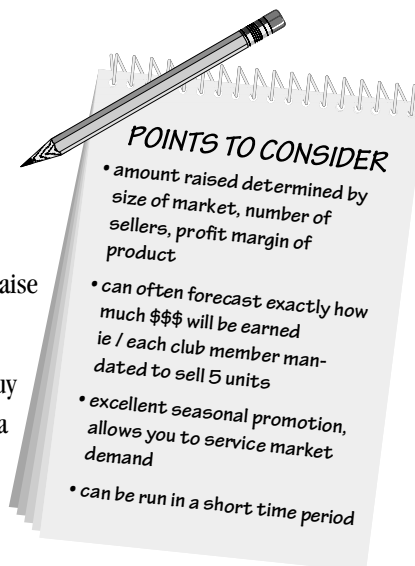 POINTS TO CONSIDER
• amount raised determined by
size of market, number of
sellers, profit margin of
product
• can often forecast exactly how
much $$$ will be earned
ie / each club member man-
dated to sell 5 units
• excellent seasonal promotion,
allows you to service market
demand
• can be run in a short time period
aise
uy
a